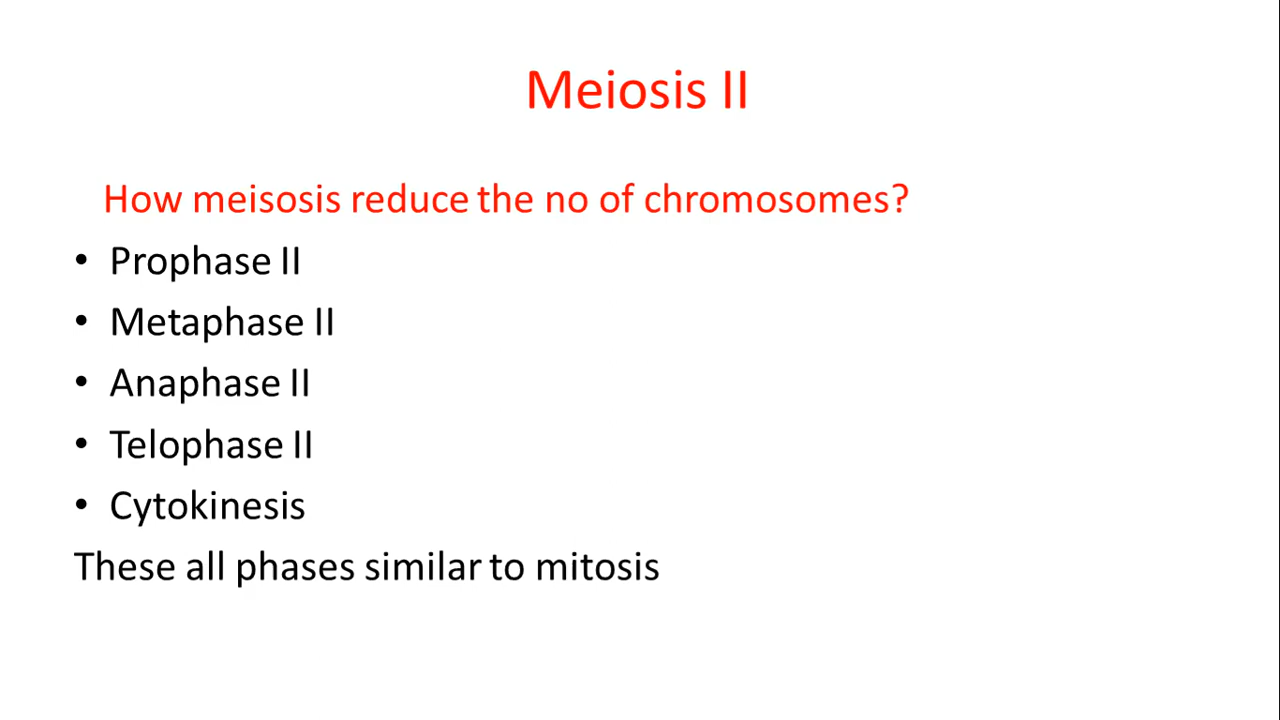 Meiosis II
How meisosis reduce the no of chromosomes?
• Prophase II
• Metaphase II
• Anaphase II
• Telophase II
• Cytokinesis
These all phases similar to mitosis